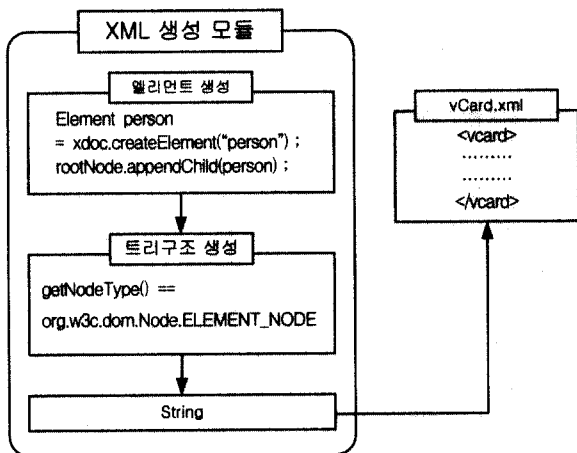 XML 생성 모듈
엘리먼트 생성
Element person
= xdoc.createElement(“person”) ;
rootNode.appendChild(person) ;
트리구조 생성
getNodeType() ==
org.w3c.dom.Node.ELEMENT_NODE
String
vCard.xml
<vcard>
.........
.........
</vcard>